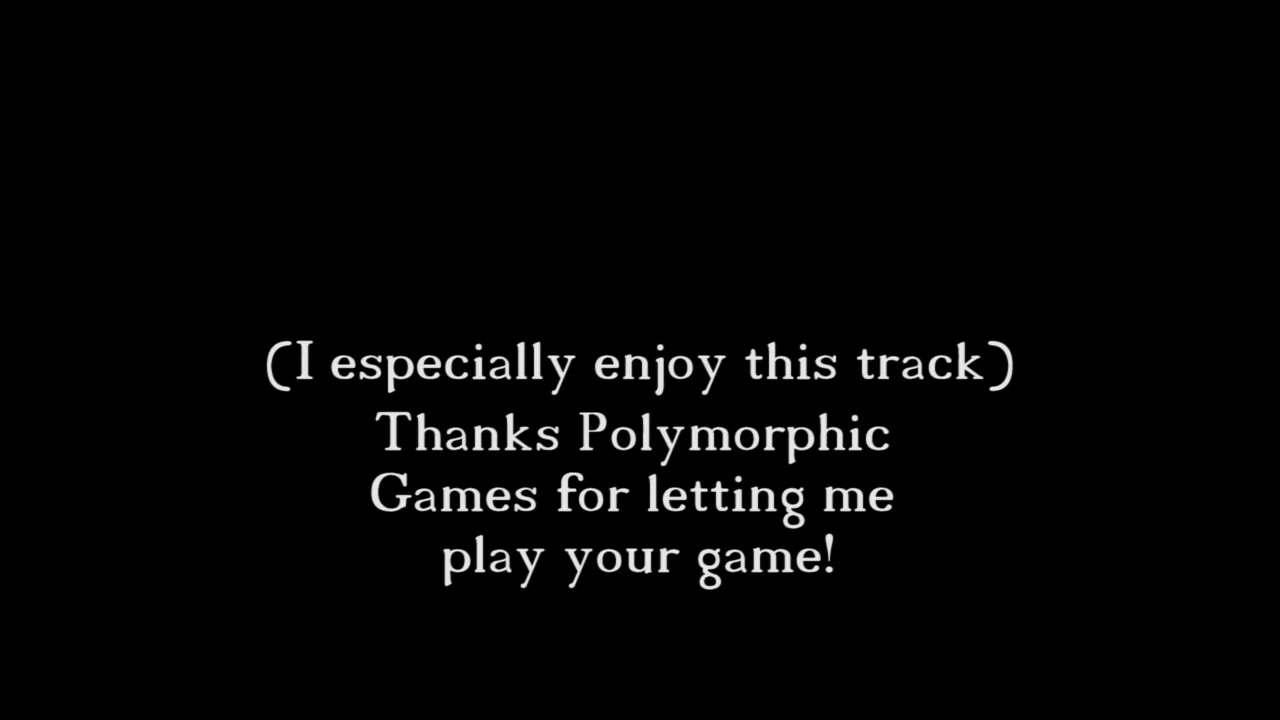 (I especially enjoy this track)
Thanks Polymorphic
Games for letting me
play your game!